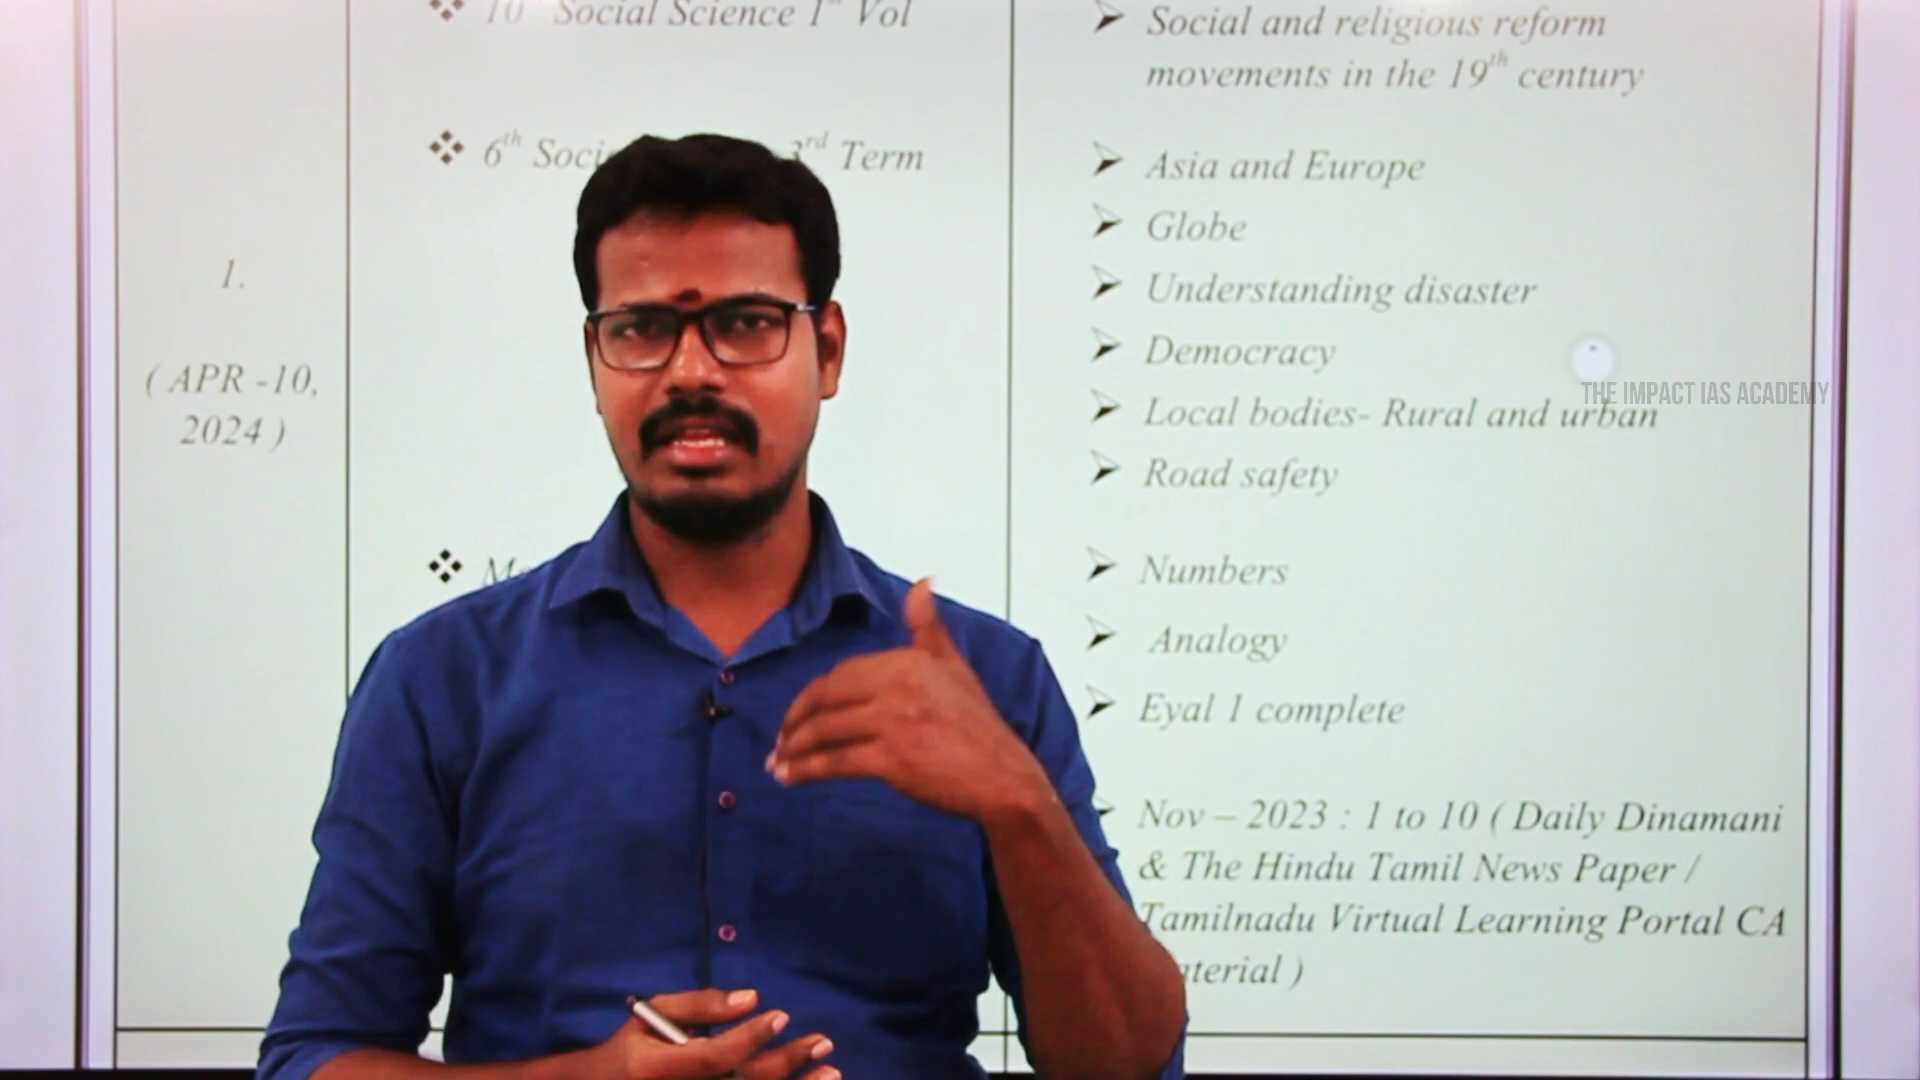 10 Social Science 1st Vol
Social and religious reform
movements in the 19th century
6th 3rd Term
Asia and Europe
Globe
Understanding disaster
1.
Democracy
( APR -10,
2024 )
THE IMPACT IAS ACADEMY
Local bodies- Rural and urban
Road safety
Numbers
Analogy
Eyal 1 complete
Nov – 2023 : 1 to 10 ( Daily Dinamani
& The Hindu Tamil News Paper /
Tamilnadu Virtual Learning Portal CA
aterial )